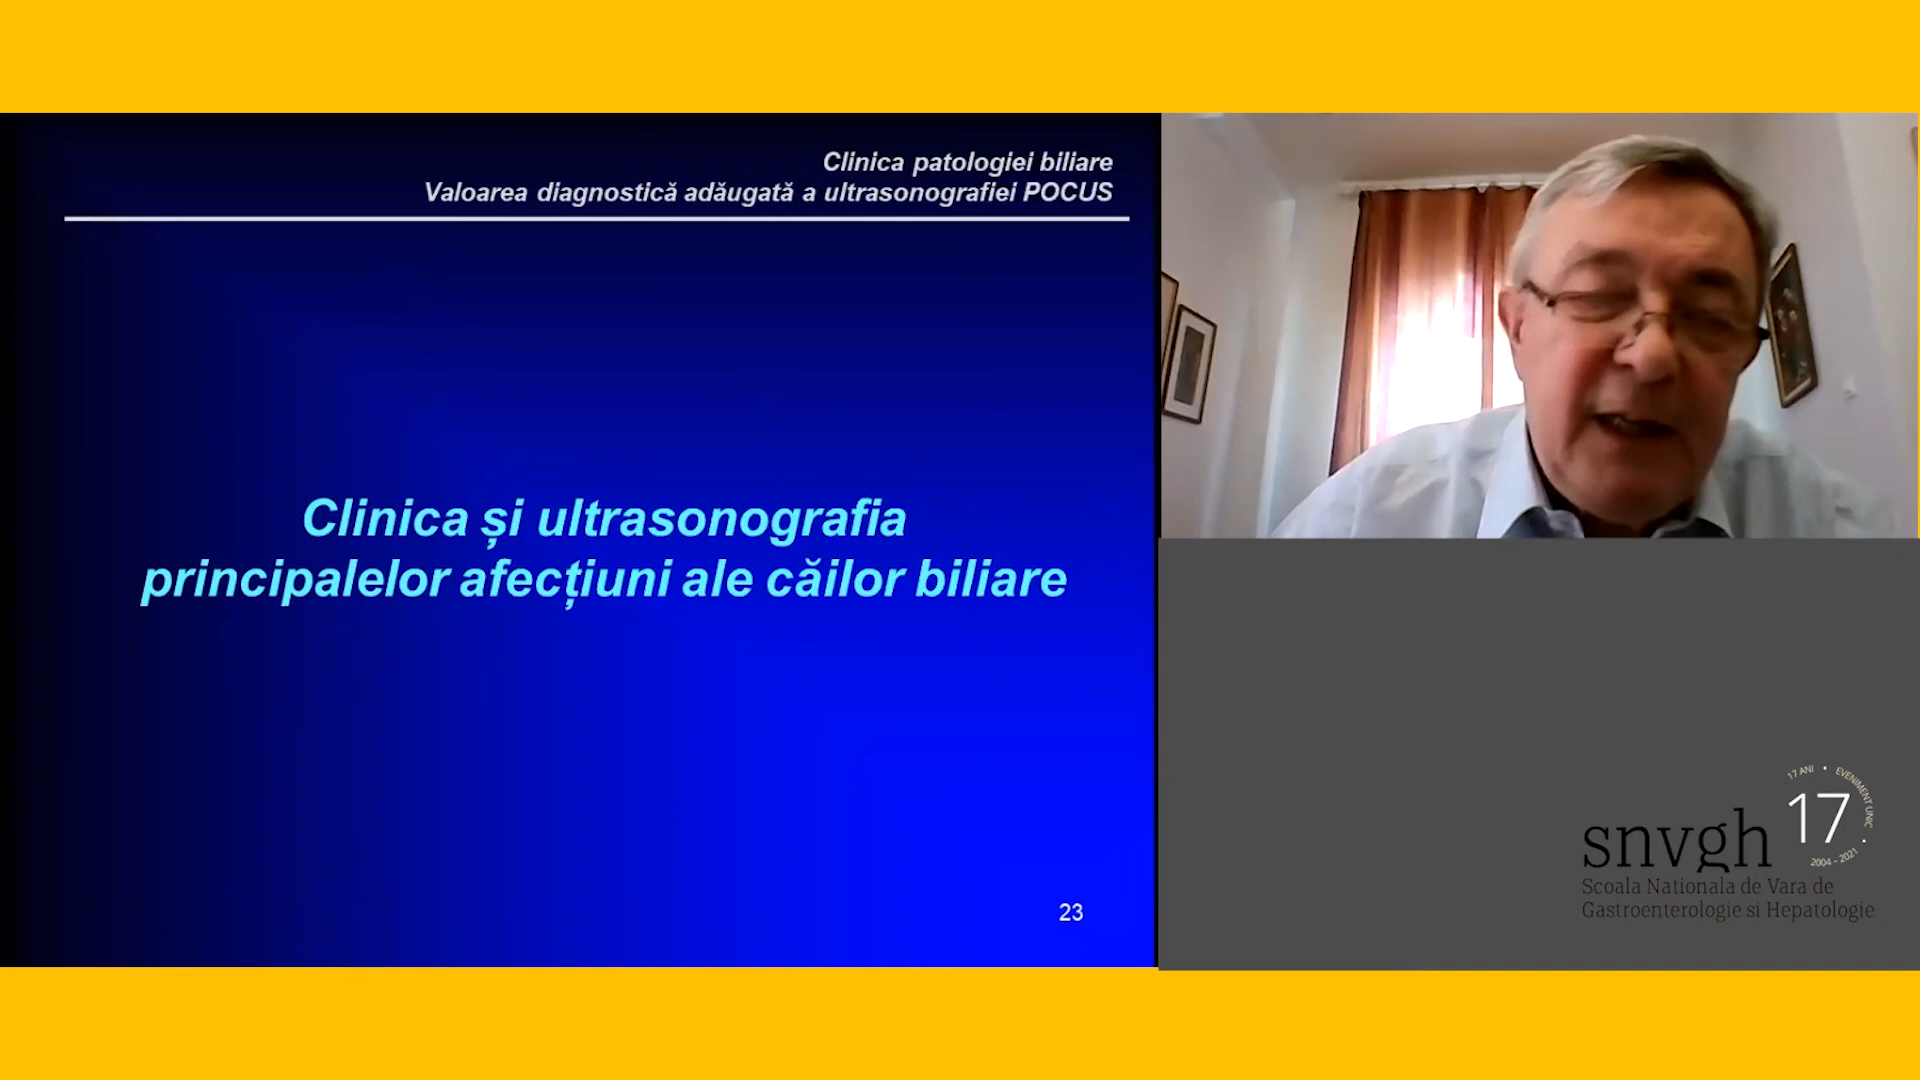 Clinica patologiei biliare
Valoarea diagnostică adăugată a ultrasonografiei POCUS
Clinica și ultrasonografia
principalelor afecțiuni ale căilor biliare
23
17 ANI • EVENIMENT UNIC •
17
2004 - 2021
snvgh
Scoala Nationala de Vara de
Gastroenterologie si Hepatologie